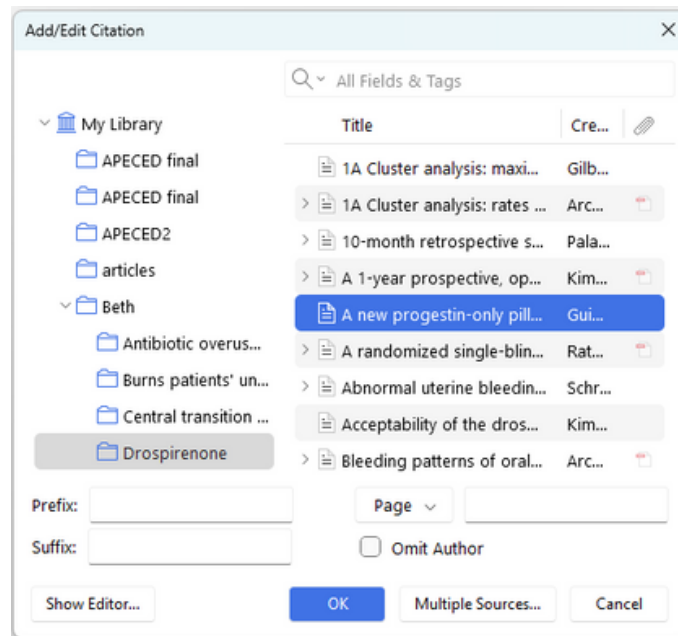 Add/Edit Citation
All Fields & Tags
My Library
APECED final
APECED final
APECED2
articles
Beth
Antibiotic overus...
Burns patients' un...
Central transition ...
Drospirenone
Title Cre...
1A Cluster analysis: maxi... Gilb...
1A Cluster analysis: rates ... Arc...
10-month retrospective s... Pala...
A 1-year prospective, op... Kim...
A new progestin-only pill... Gui...
A randomized single-blin... Rat...
Abnormal uterine bleedin... Schr...
Acceptability of the dros... Kim...
Bleeding patterns of oral... Arc...
Prefix: Page
Suffix: Omit Author
Show Editor... OK Multiple Sources... Cancel